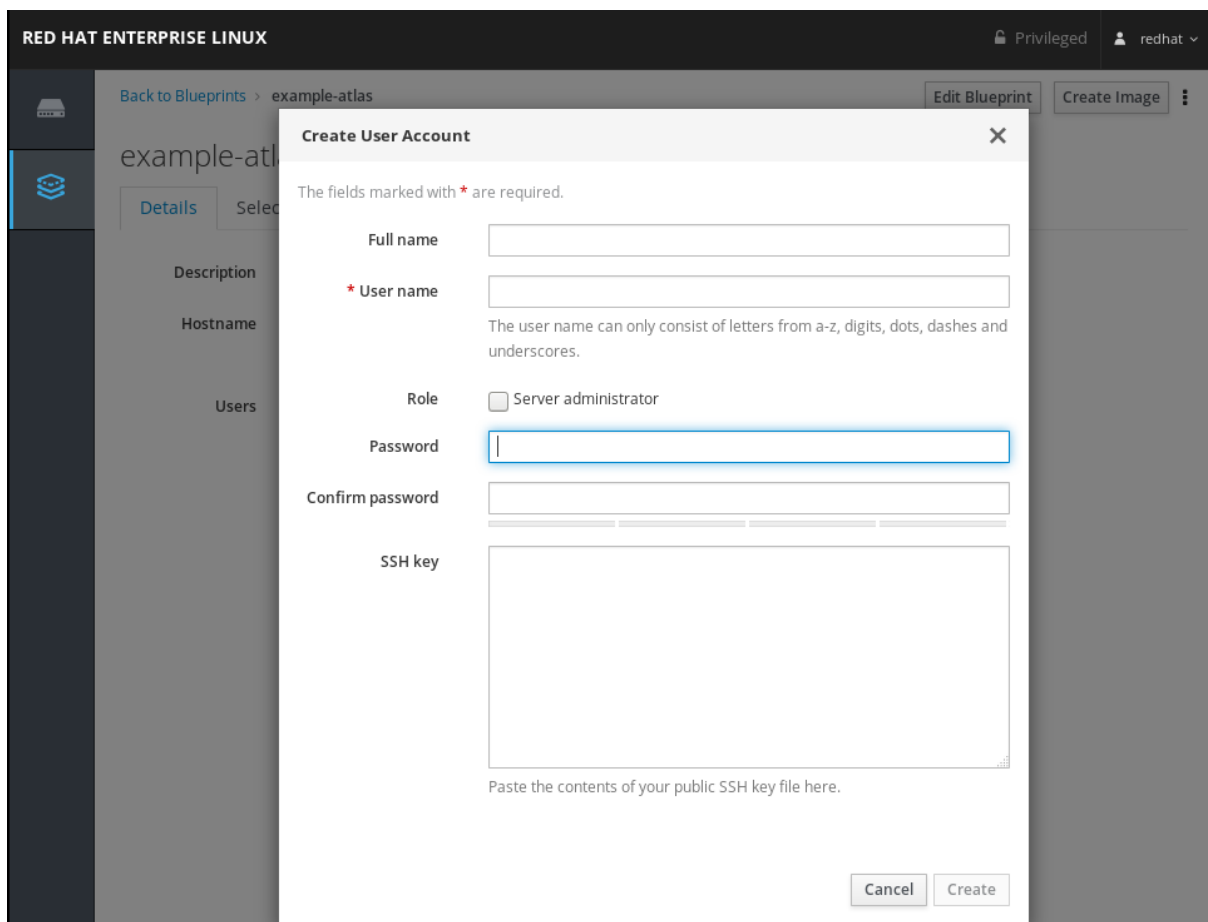 RED HAT ENTERPRISE LINUX
Privileged
redhat
Back to Blueprints > example-atlas
Edit Blueprint
Create Image
example-atl
Details
Selec
Description
Hostname
Users
Create User Account
The fields marked with * are required.
Full name
* User name
The user name can only consist of letters from a-z, digits, dots, dashes and
underscores.
Role
Server administrator
Password
Confirm password
SSH key
Paste the contents of your public SSH key file here.
Cancel
Create